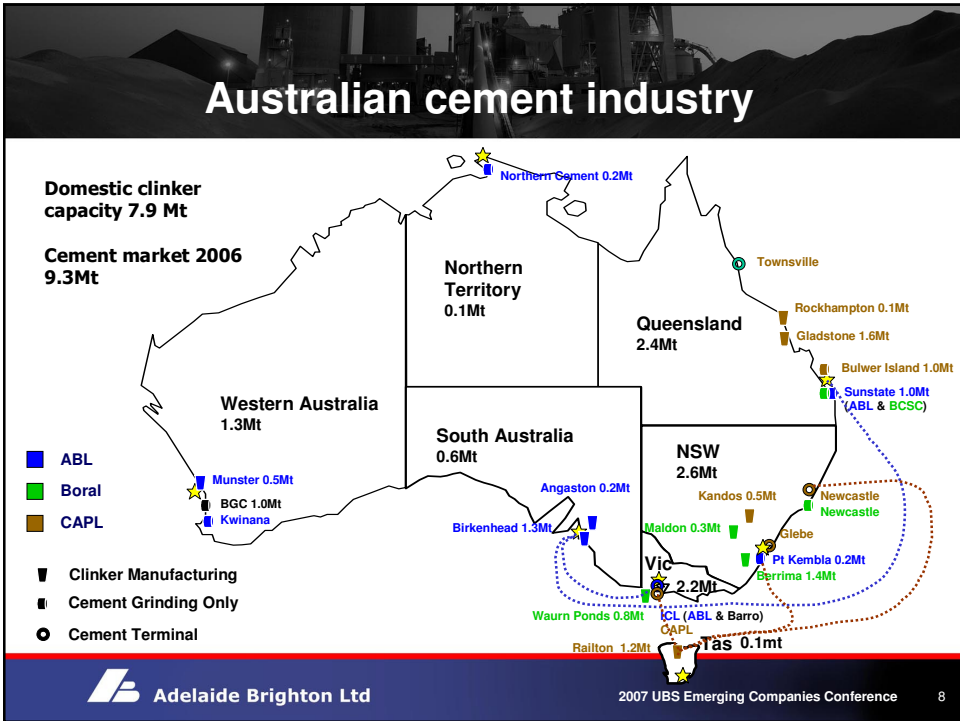 Australian cement industry
Domestic clinker
capacity 7.9 Mt
Cement market 2006
9.3Mt
Northern Cement 0.2Mt
Northern
Territory
0.1Mt
Townsville
Rockhampton 0.1Mt
Gladstone 1.6Mt
Queensland
2.4Mt
Bulwer Island 1.0Mt
Sunstate 1.0Mt
(ABL & BCSC)
Western Australia
1.3Mt
South Australia
0.6Mt
NSW
2.6Mt
ABL
Boral
CAPL
Munster 0.5Mt
BGC 1.0Mt
Kwinana
Angaston 0.2Mt
Birkenhead 1.3Mt
Kandos 0.5Mt
Newcastle
Newcastle
Maldon 0.3Mt
Glebe
Pt Kembla 0.2Mt
Berrima 1.4Mt
Vic
2.2Mt
Waurn Ponds 0.8Mt
ICL (ABL & Barro)
CAPL
Railton 1.2Mt
Tas 0.1mt
Clinker Manufacturing
Cement Grinding Only
Cement Terminal
Adelaide Brighton Ltd
2007 UBS Emerging Companies Conference 8